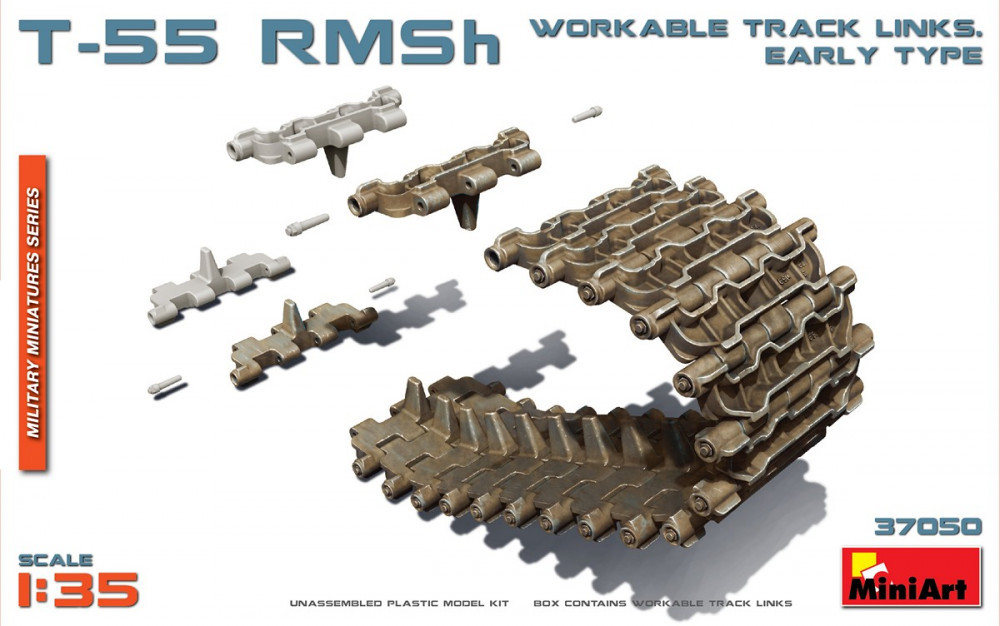 T-55 RMSh
WORKABLE TRACK LINKS.
EARLY TYPE
MILITARY MINIATURES SERIES
37050
SCALE
1:35
MiniArt
UNASSEMBLED PLASTIC MODEL KIT BOX CONTAINS WORKABLE TRACK LINKS